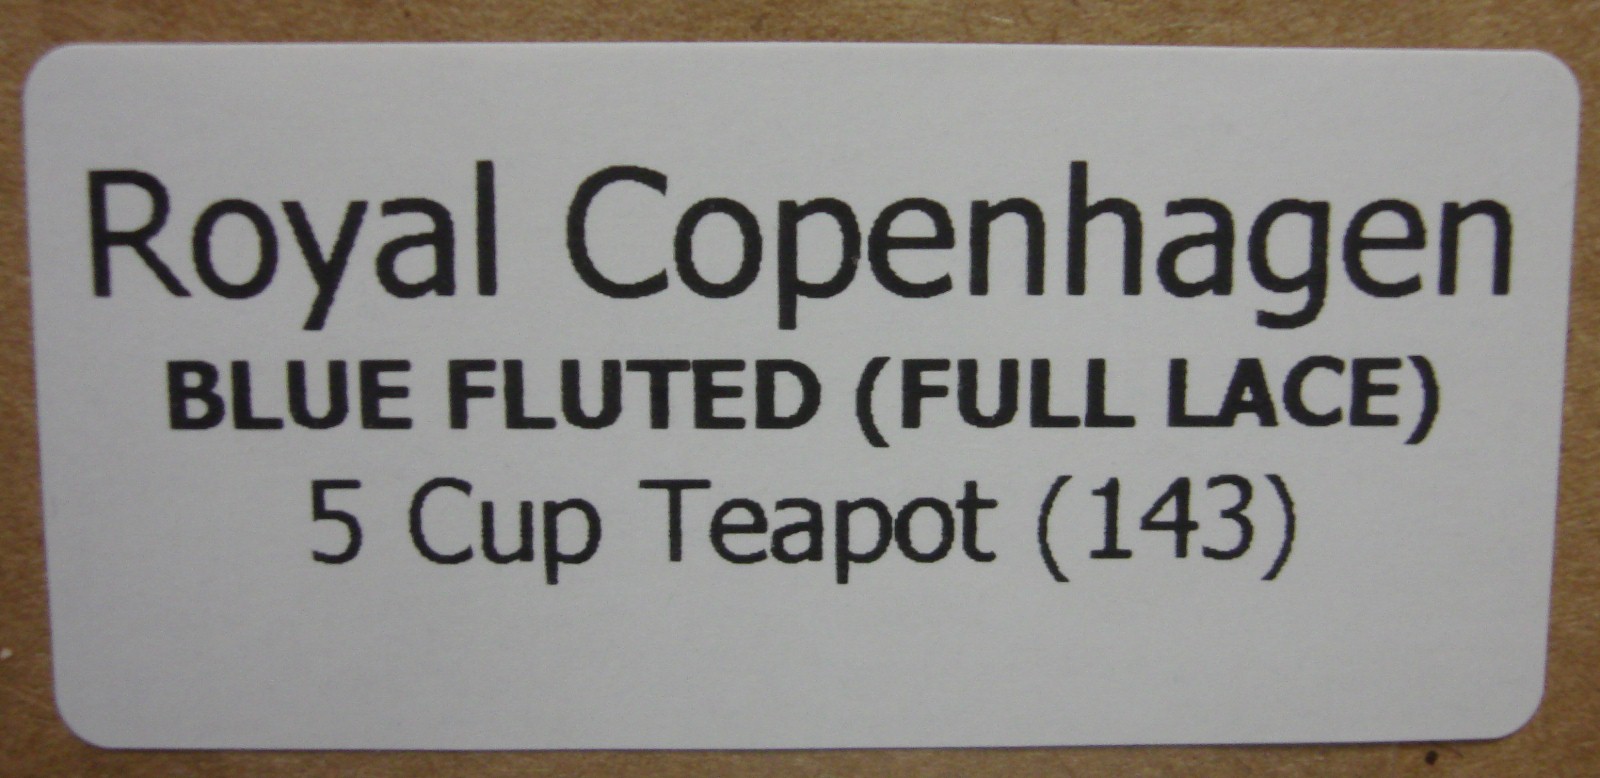 Royal Copenhagen
BLUE FLUTED (FULL LACE)
5 Cup Teapot (143)